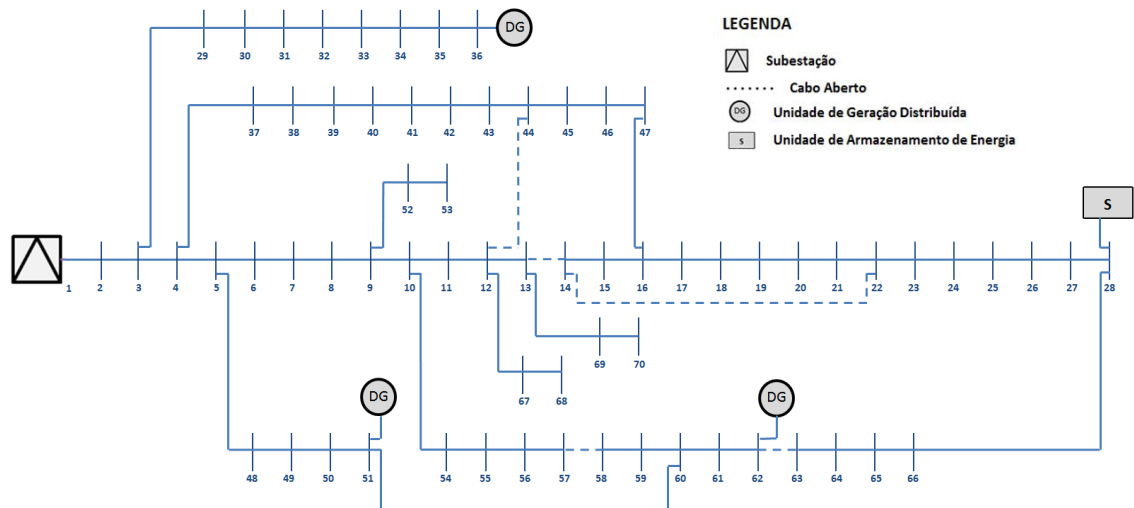 DG
LEGENDA
29 30 31 32 33 34 35 36
Subestação
Cabo Aberto
DG Unidade de Geração Distribuída
37 38 39 40 41 42 43 44 45 46 47
S Unidade de Armazenamento de Energia
52 53
S
1 2 3 4 5 6 7 8 9 10 11 12 13 14 15 16 17 18 19 20 21 22 23 24 25 26 27 28
69 70
67 68
DG DG
48 49 50 51 54 55 56 57 58 59 60 61 62 63 64 65 66